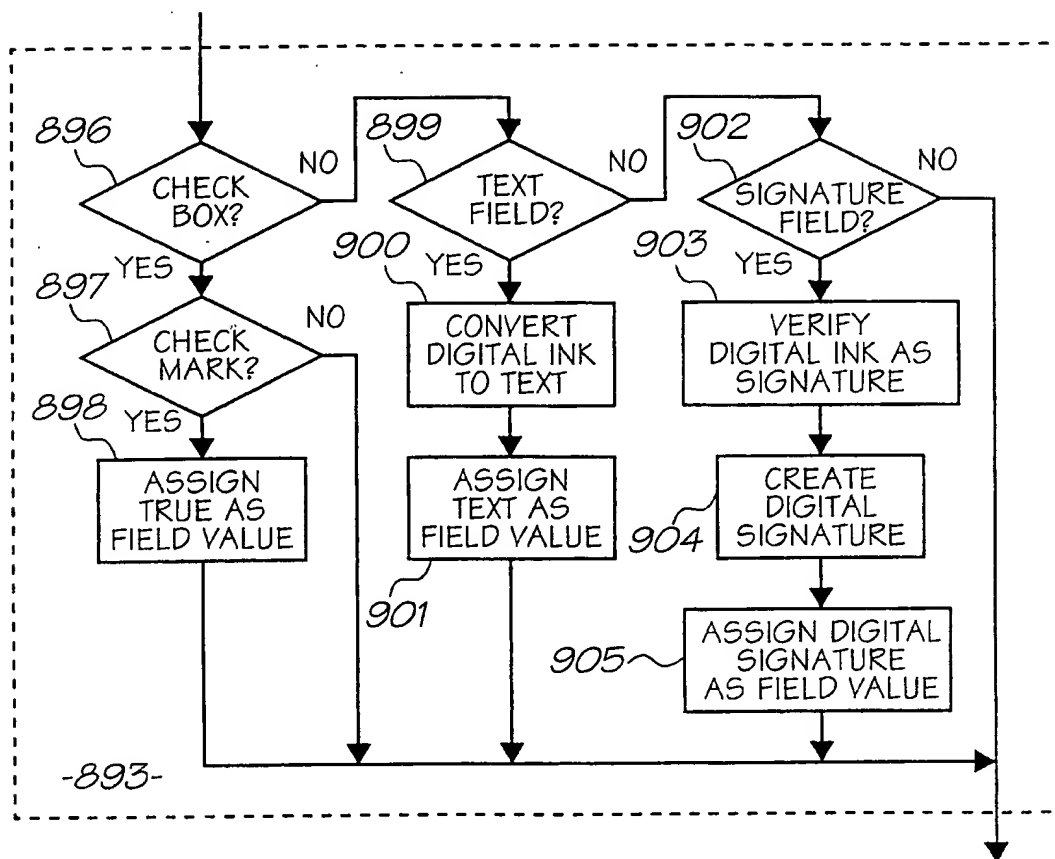 896
CHECK
BOX?
NO
YES
897
CHECK
MARK?
NO
YES
898
ASSIGN
TRUE AS
FIELD VALUE
899
TEXT
FIELD?
NO
YES
900
CONVERT
DIGITAL INK
TO TEXT
ASSIGN
TEXT AS
FIELD VALUE
901
902
SIGNATURE
FIELD?
NO
YES
903
VERIFY
DIGITAL INK AS
SIGNATURE
CREATE
DIGITAL
SIGNATURE
904
ASSIGN DIGITAL
SIGNATURE
AS FIELD VALUE
905
-893-